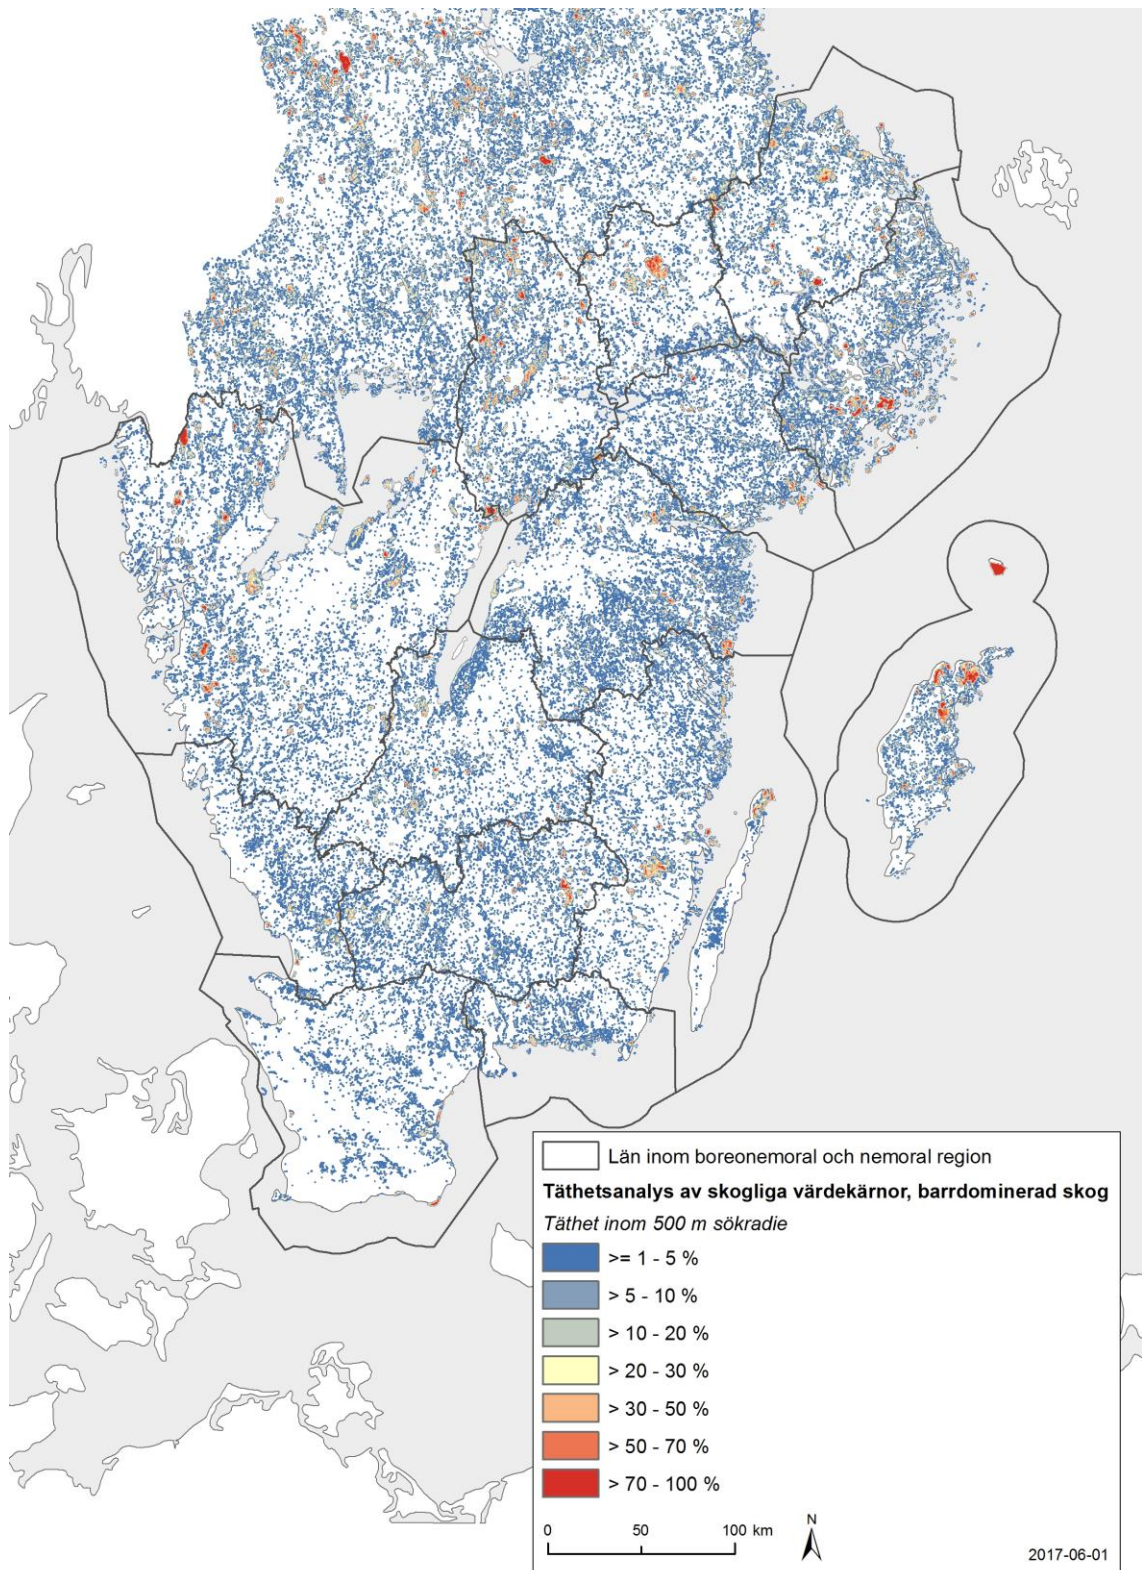 Län inom boreonemoral och nemoral region
Täthetsanalys av skogliga värdekärnor, barrdominerad skog
Täthet inom 500 m sökradie
>= 1 - 5 %
> 5 - 10 %
> 10 - 20 %
> 20 - 30 %
> 30 - 50 %
> 50 - 70 %
> 70 - 100 %
0 50 100 km
N
2017-06-01